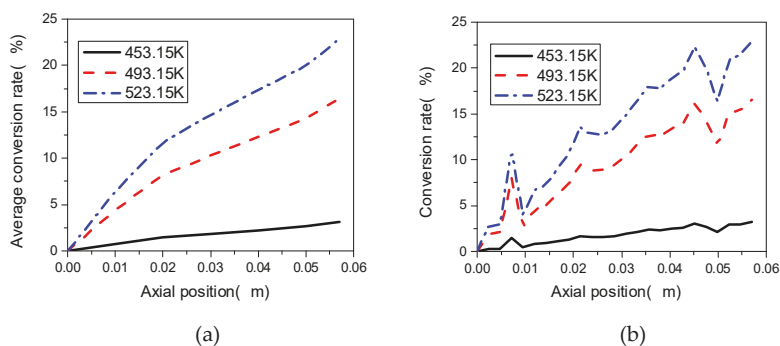 Average conversion rate( %)
25
20
15
10
5
0
453.15K
493.15K
523.15K
0.00 0.01 0.02 0.03 0.04 0.05 0.06
Axial position( m)
(a)
Conversion rate( %)
25
20
15
10
5
0
453.15K
493.15K
523.15K
0.00 0.01 0.02 0.03 0.04 0.05 0.06
Axial position( m)
(b)